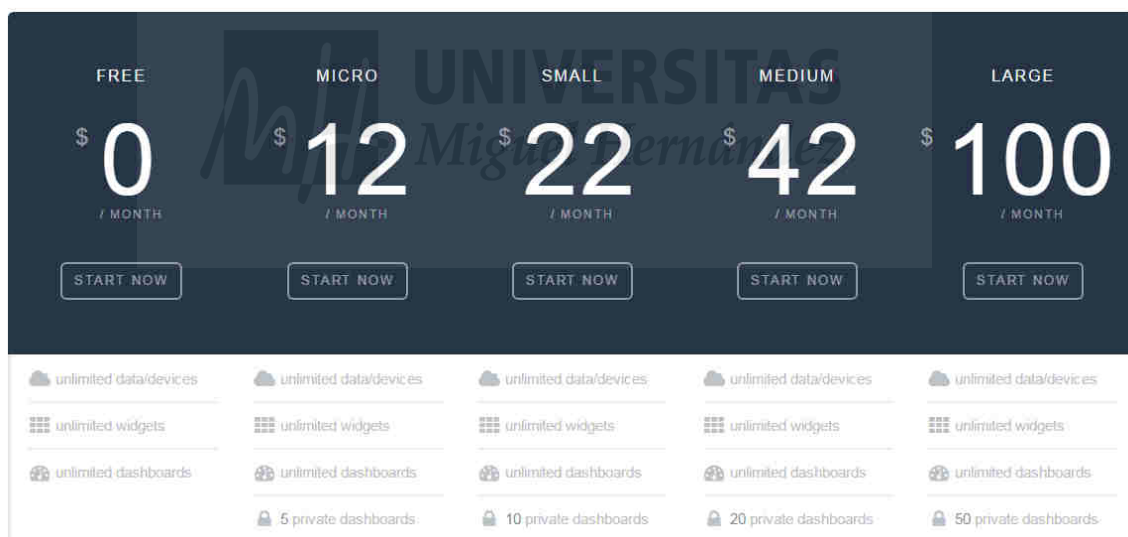 UNIVERSITAS
Miguel Hernández
FREE
$ 0
/ MONTH
START NOW
unlimited data/devices
unlimited widgets
unlimited dashboards
MICRO
$ 12
/ MONTH
START NOW
unlimited data/devices
unlimited widgets
unlimited dashboards
5 private dashboards
SMALL
$ 22
/ MONTH
START NOW
unlimited data/devices
unlimited widgets
unlimited dashboards
10 private dashboards
MEDIUM
$ 42
/ MONTH
START NOW
unlimited data/devices
unlimited widgets
unlimited dashboards
20 private dashboards
LARGE
$ 100
/ MONTH
START NOW
unlimited data/devices
unlimited widgets
unlimited dashboards
50 private dashboards